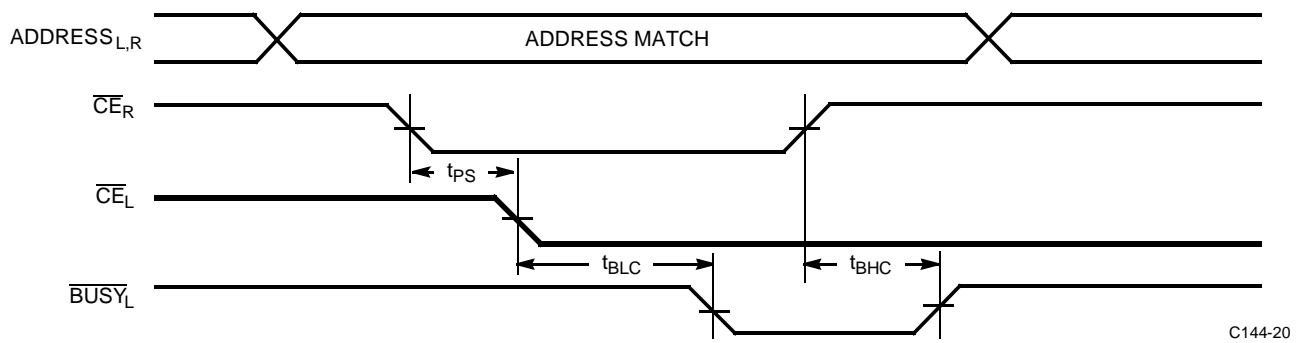 ADDRESS L,R ADDRESS MATCH
CE R
t PS
CE L
t BLC t BHC
BUSY L
C144-20